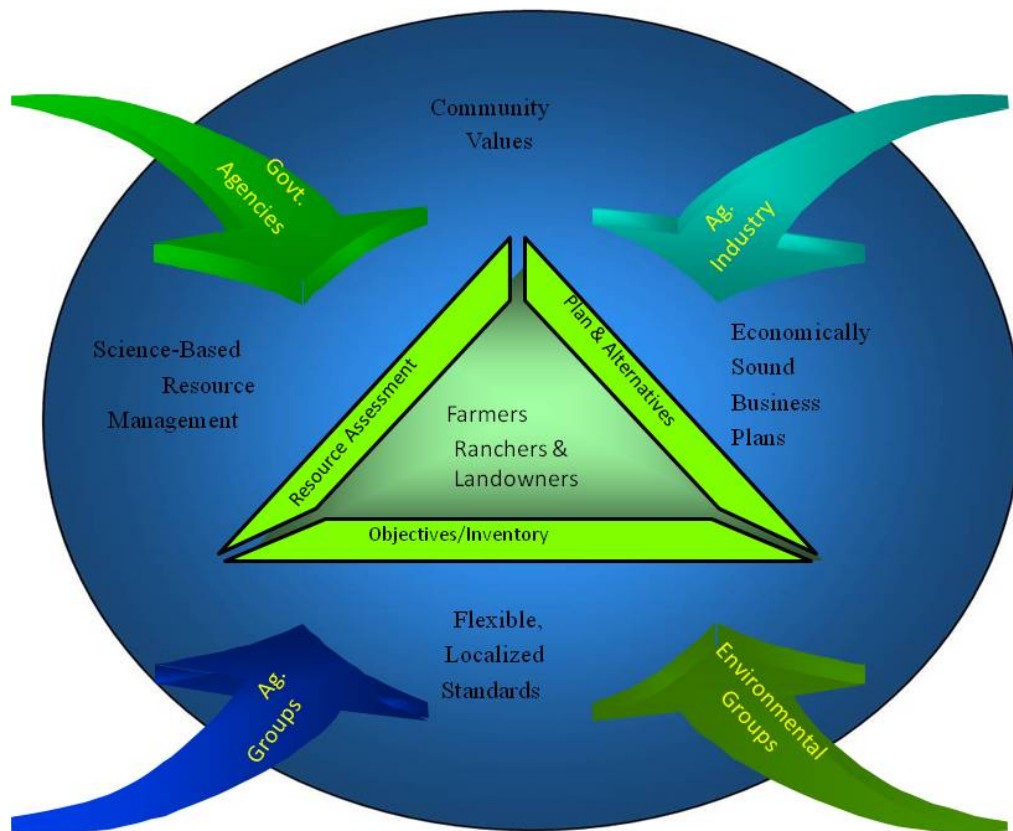 Community
Values
Govt.
Agencies
Ag.
Industry
Science-Based
Resource
Management
Economically
Sound
Business
Plans
Resource Assessment
Plan & Alternatives
Farmers
Ranchers &
Landowners
Objectives/Inventory
Flexible,
Localized
Standards
Ag.
Groups
Environmental
Groups